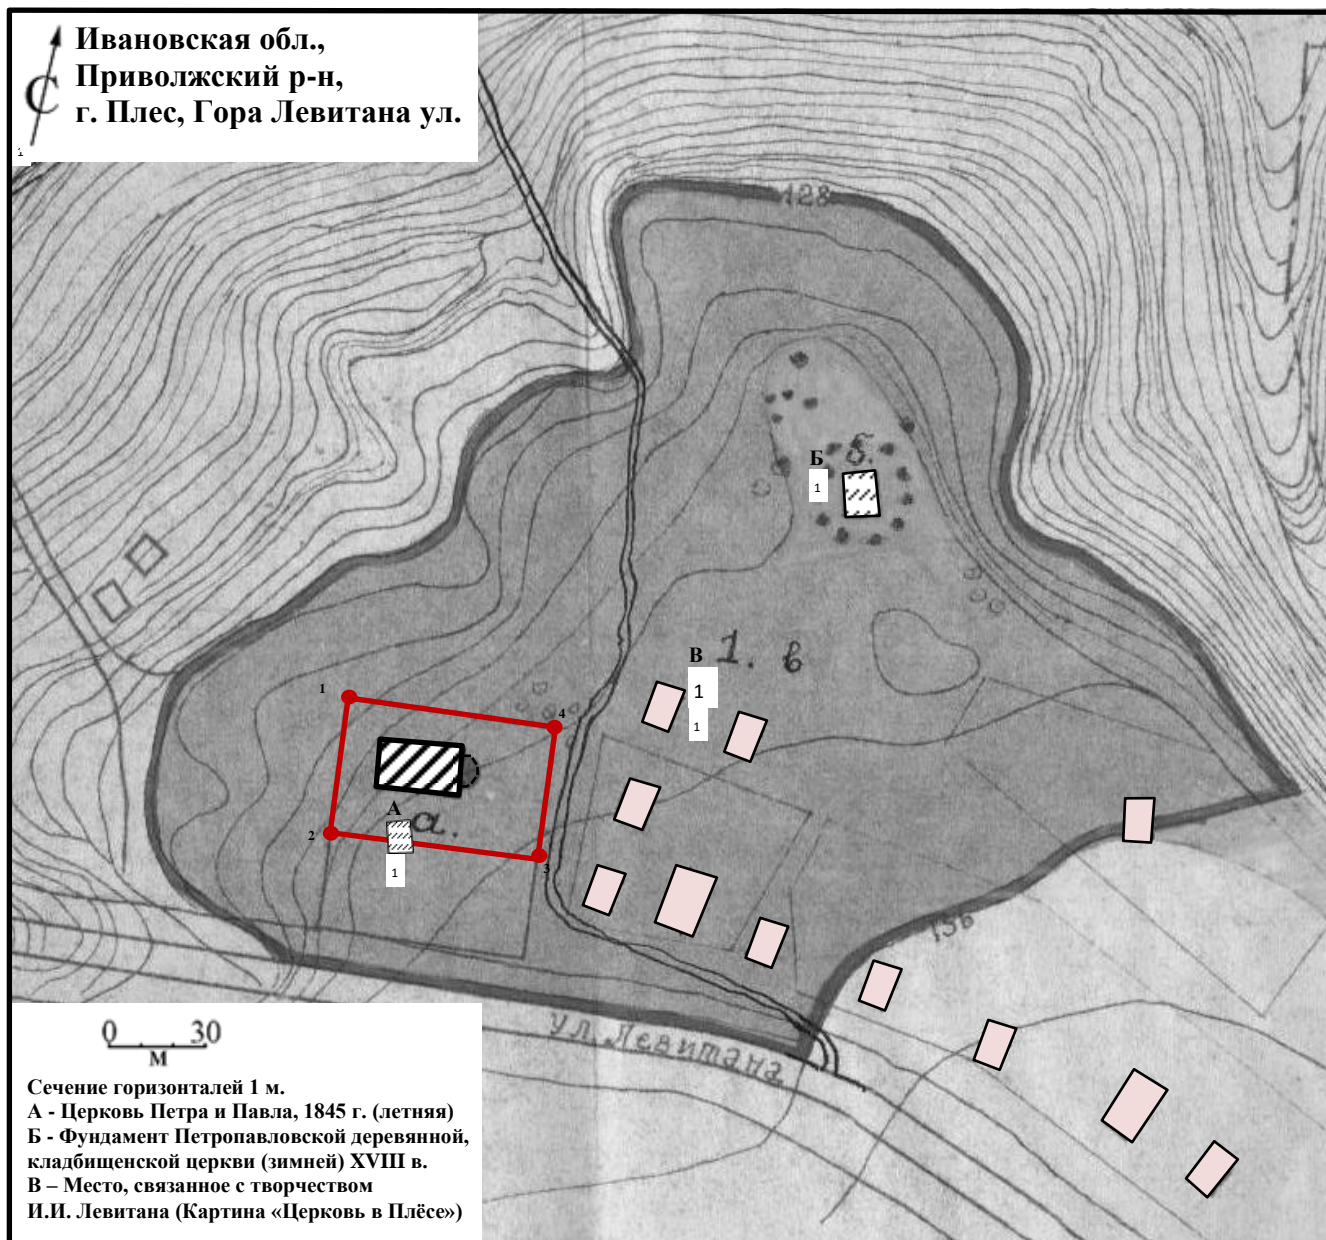 Ивановская обл.,
Приволжский р-н,
г. Плес, Гора Левитана ул.
С
1
128
Б
б.
1
В
1. в
1
1
1
4
А
а.
2
3
1
136
ул. Левитана
0 30
М
Сечение горизонталей 1 м.
А - Церковь Петра и Павла, 1845 г. (летняя)
Б - Фундамент Петропавловской деревянной,
кладбищенской церкви (зимней) XVIII в.
В – Место, связанное с творчеством
И.И. Левитана (Картина «Церковь в Плёсе»)